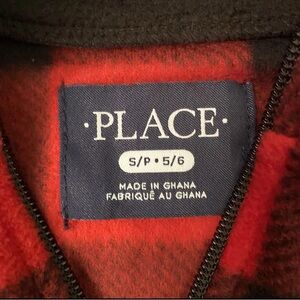 ·PLACE·
S/P • 5/6
MADE IN GHANA
FABRIQUÉ AU GHANA